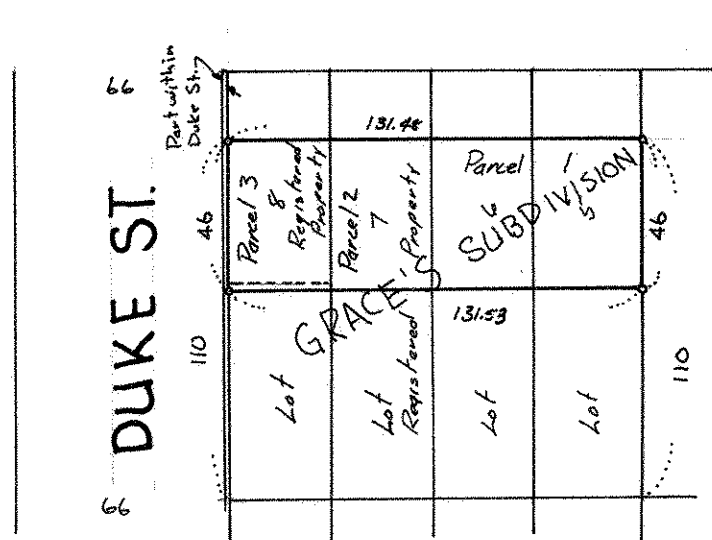 66
Part within
Duke St.
131.48
46
Parcel 3
8
Registered
Property
Parcel 2
7
Property
Parcel 1
6
5
46
GRACE'S SUBDIVISION
DUKE ST.
131.53
110
Lot
Lot
Registered
Lot
Lot
110
66